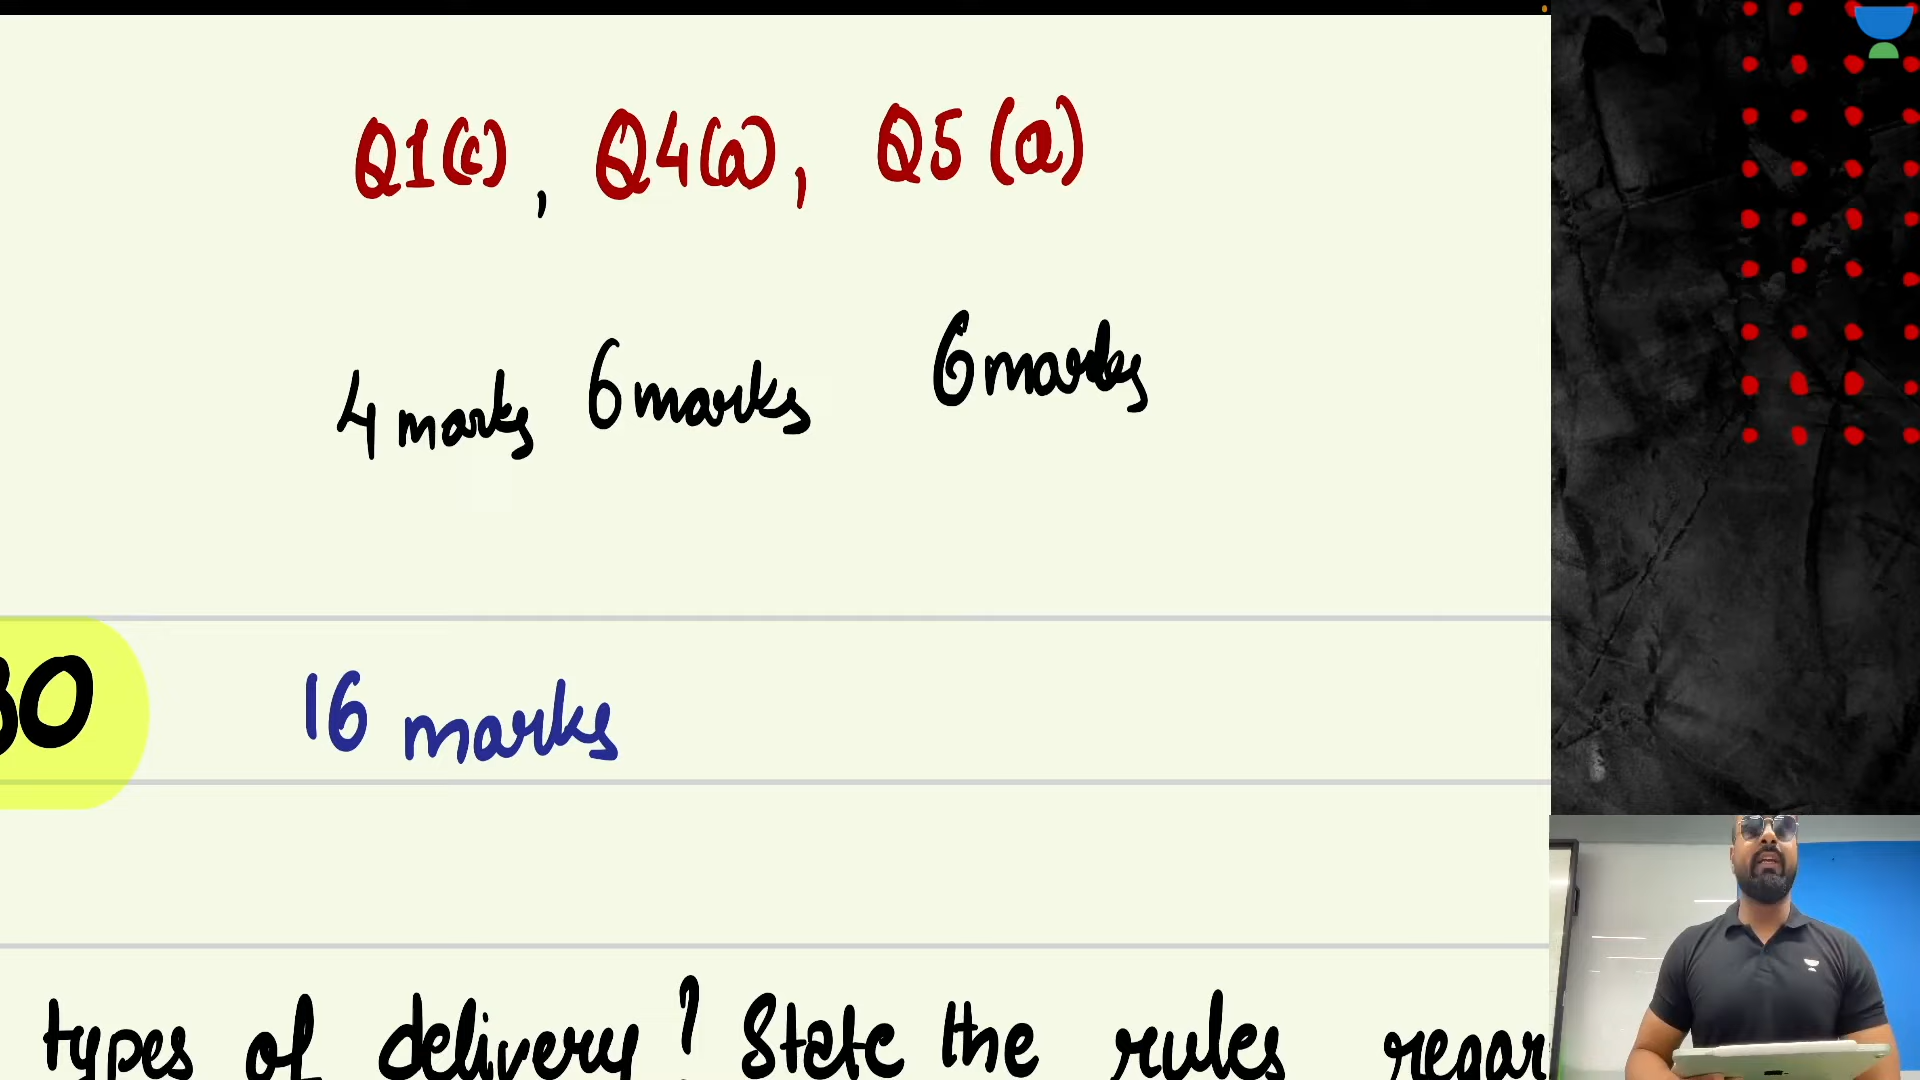 Q1(c), Q4(a), Q5(a)
4 marks 6 marks 6 marks
30 16 marks
types of delivery? State the rules regar